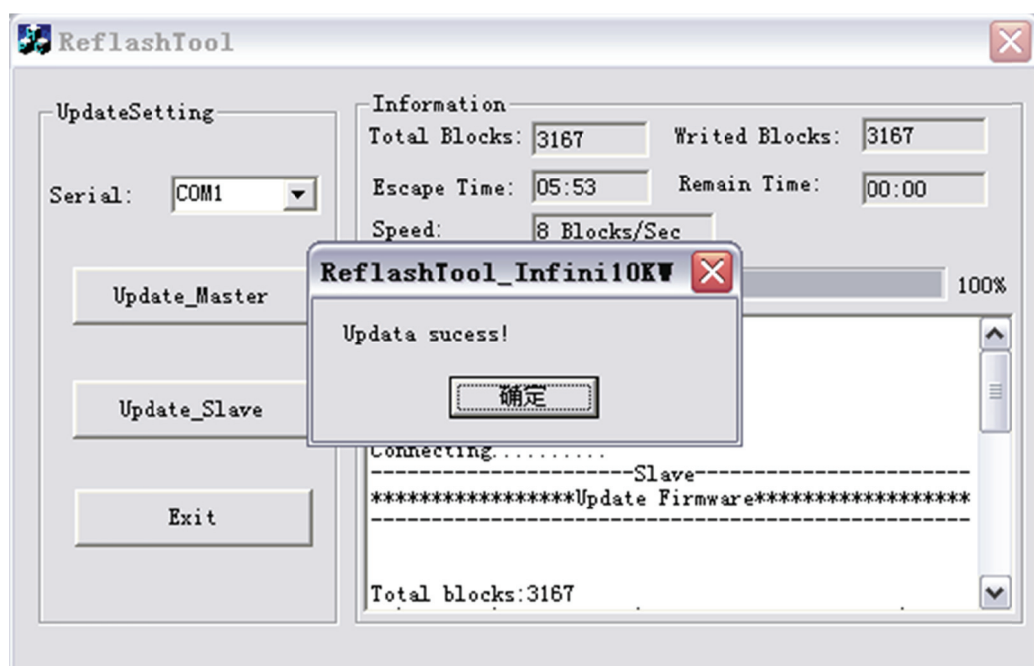 ReflashTool
UpdateSetting
Serial: COM1
Update_Master
Update_Slave
Exit
Information
Total Blocks: 3167 Writed Blocks: 3167
Escape Time: 05:53 Remain Time: 00:00
Speed: 8 Blocks/Sec
100%
ReflashTool_Infini10KW
Updata sucess!
确定
Connecting..........
---------------------Slave----------------------
*****************Update Firmware******************
------------------------------------------------
Total blocks:3167